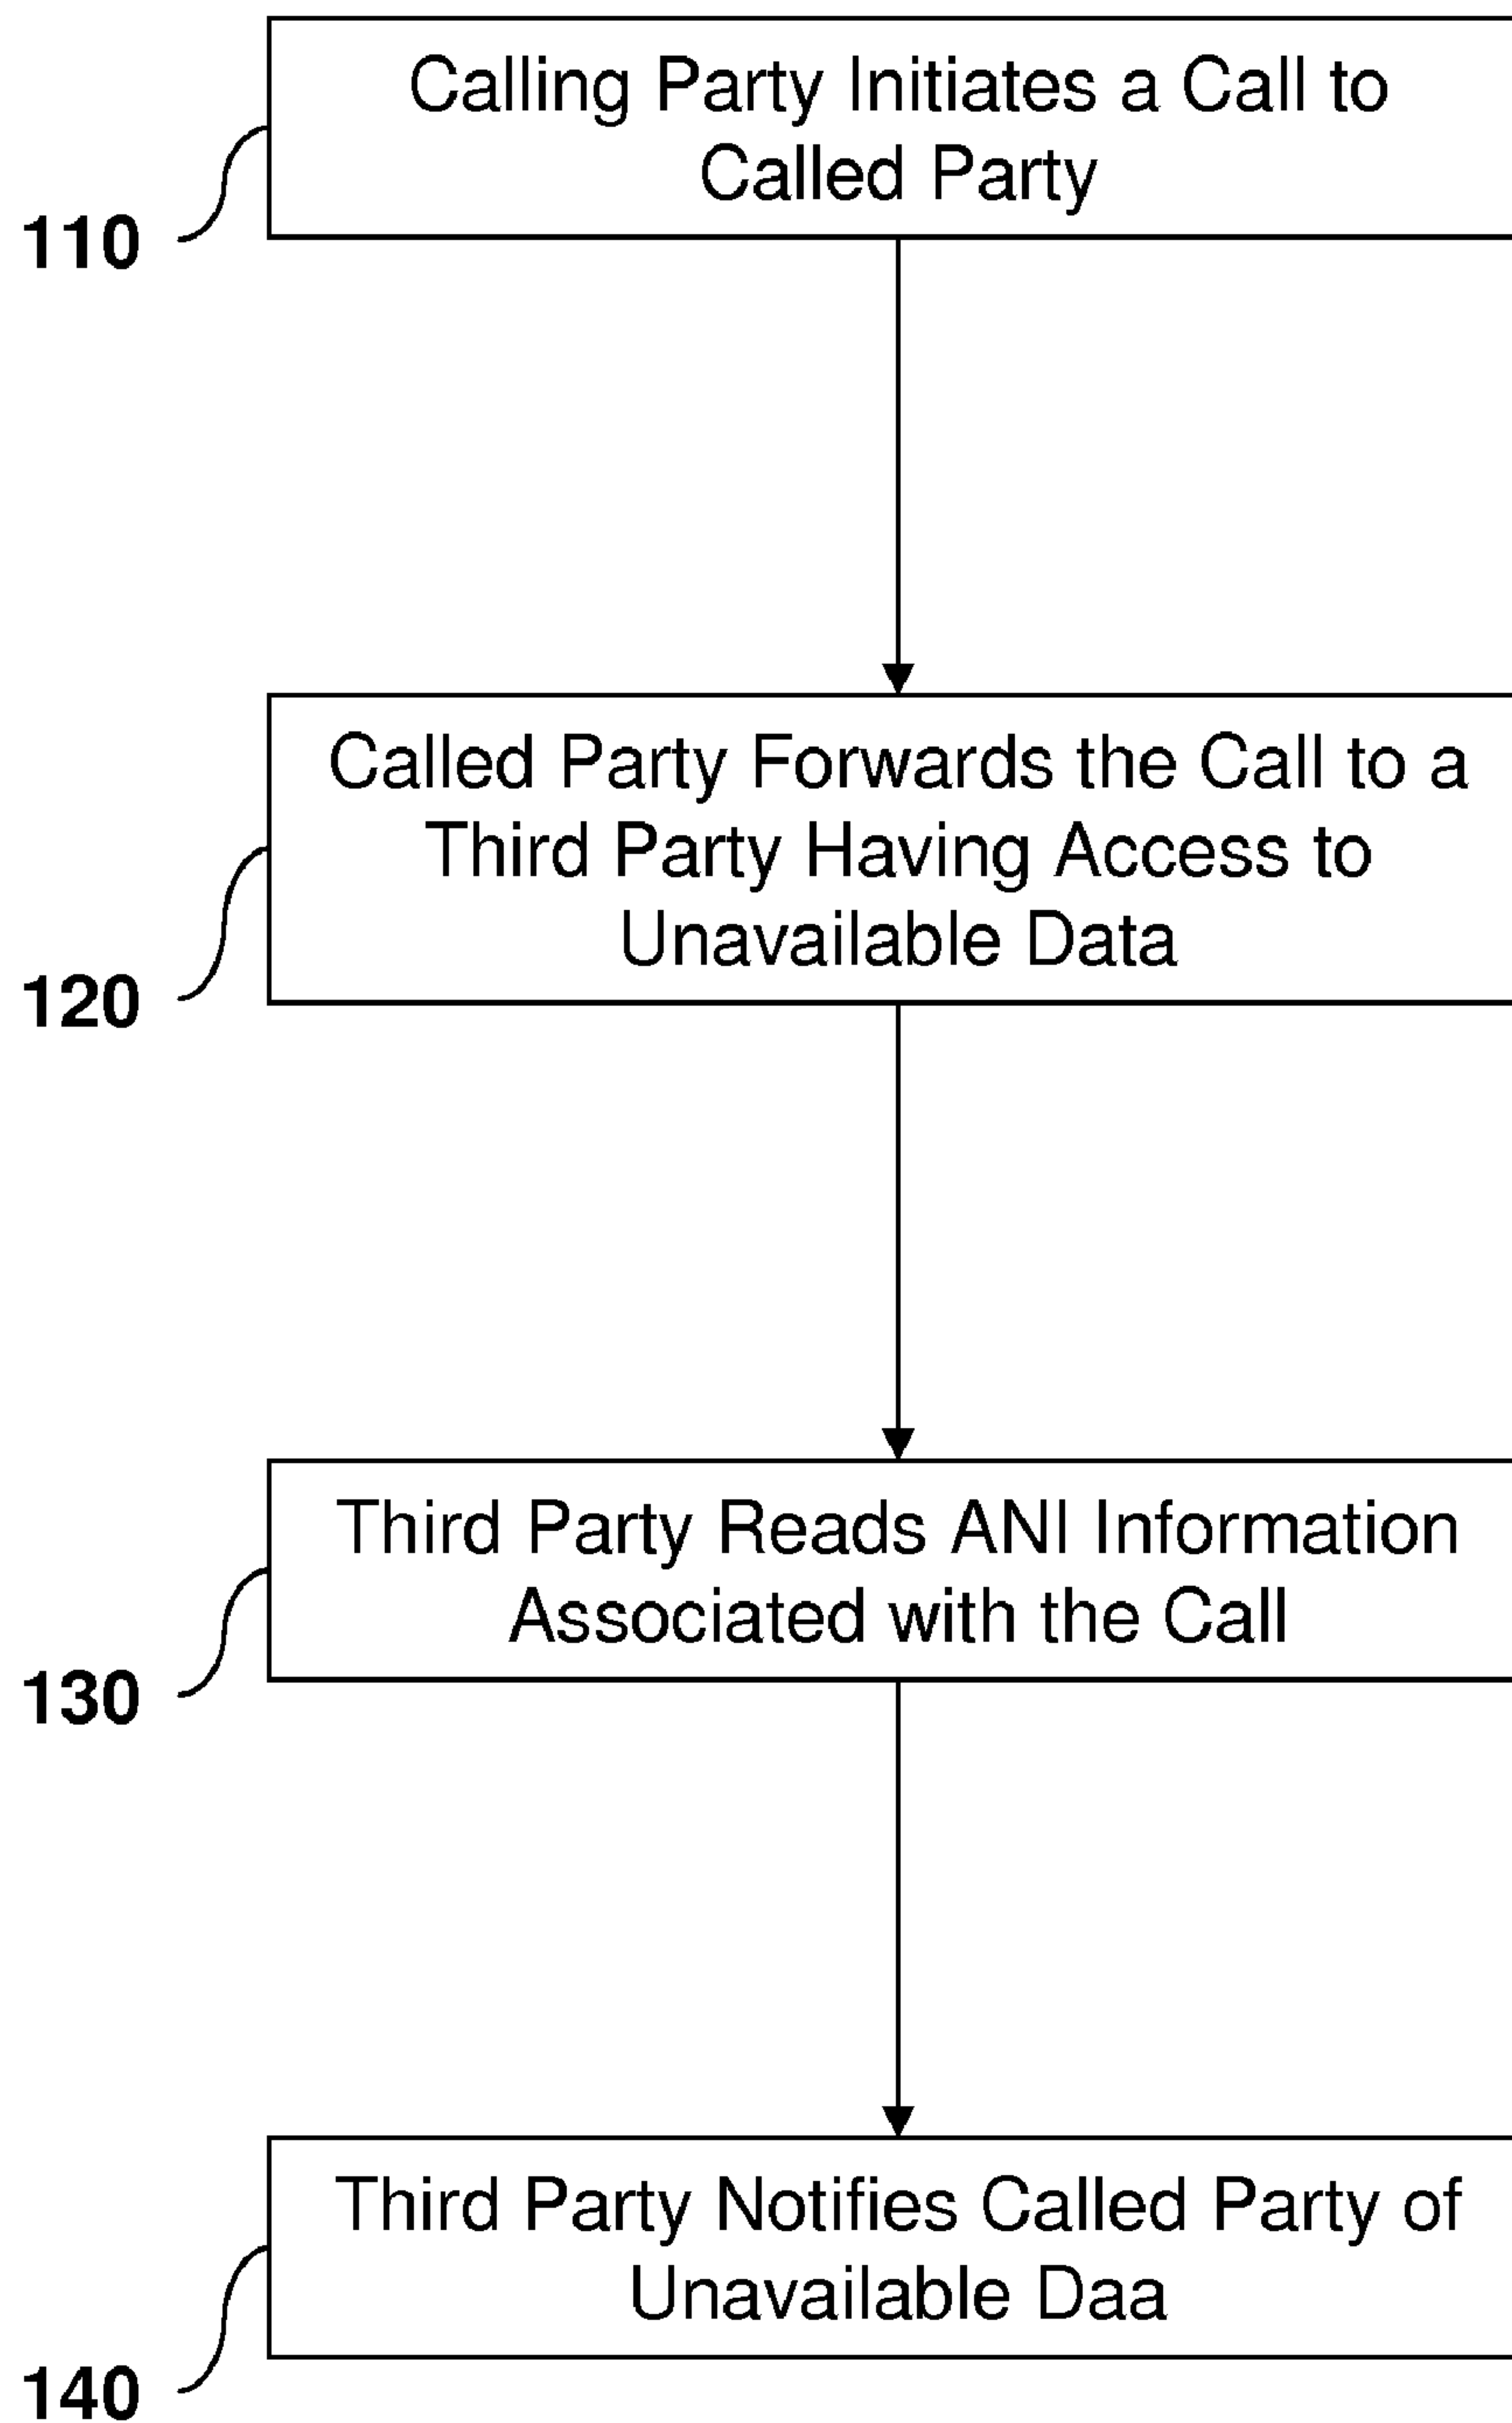 Calling Party Initiates a Call to
Called Party
110
Called Party Forwards the Call to a
Third Party Having Access to
Unavailable Data
120
Third Party Reads ANI Information
Associated with the Call
130
Third Party Notifies Called Party of
Unavailable Daa
140